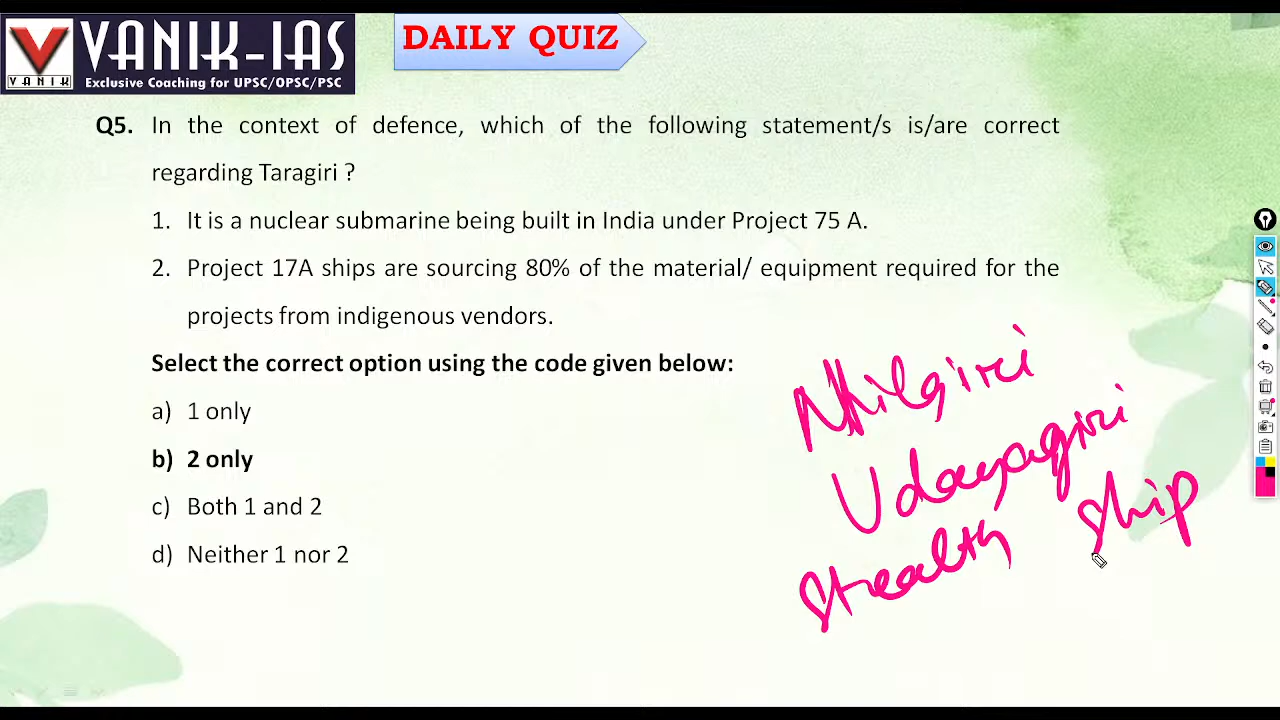 VANIK-IAS
VANIK
Exclusive Coaching for UPSC/OPSC/PSC
DAILY QUIZ
Q5. In the context of defence, which of the following statement/s is/are correct
regarding Taragiri ?
1. It is a nuclear submarine being built in India under Project 75 A.
2. Project 17A ships are sourcing 80% of the material/ equipment required for the
projects from indigenous vendors.
Select the correct option using the code given below:
a) 1 only
b) 2 only
c) Both 1 and 2
d) Neither 1 nor 2
Nilgiri
Udayagiri
Stealth ship